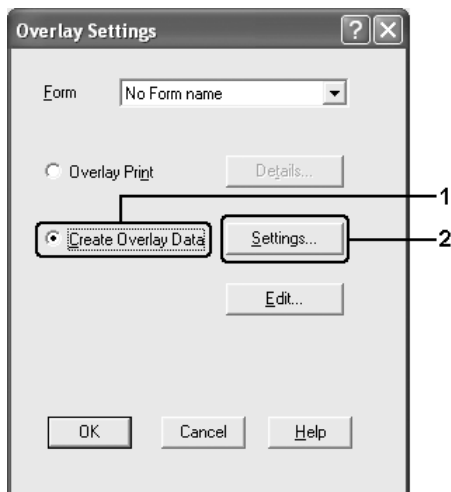 Overlay Settings
Form No Form name
Overlay Print Details...
1
Create Overlay Data Settings... 2
Edit...
OK Cancel Help